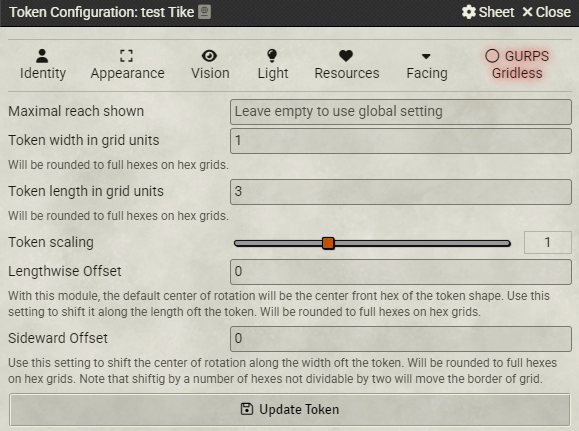 Token Configuration: test Tike
Sheet
Close
Identity
Appearance
Vision
Light
Resources
Facing
GURPS
Gridless
Maximal reach shown
Leave empty to use global setting
Token width in grid units
1
Will be rounded to full hexes on hex grids.
Token length in grid units
3
Will be rounded to full hexes on hex grids.
Token scaling
1
Lengthwise Offset
0
With this module, the default center of rotation will be the center front hex of the token shape. Use this
setting to shift it along the length oft the token. Will be rounded to full hexes on hex grids.
Sideward Offset
0
Use this setting to shift the center of rotation along the width oft the token. Will be rounded to full hexes
on hex grids. Note that shiftig by a number of hexes not dividable by two will move the border of grid.
Update Token